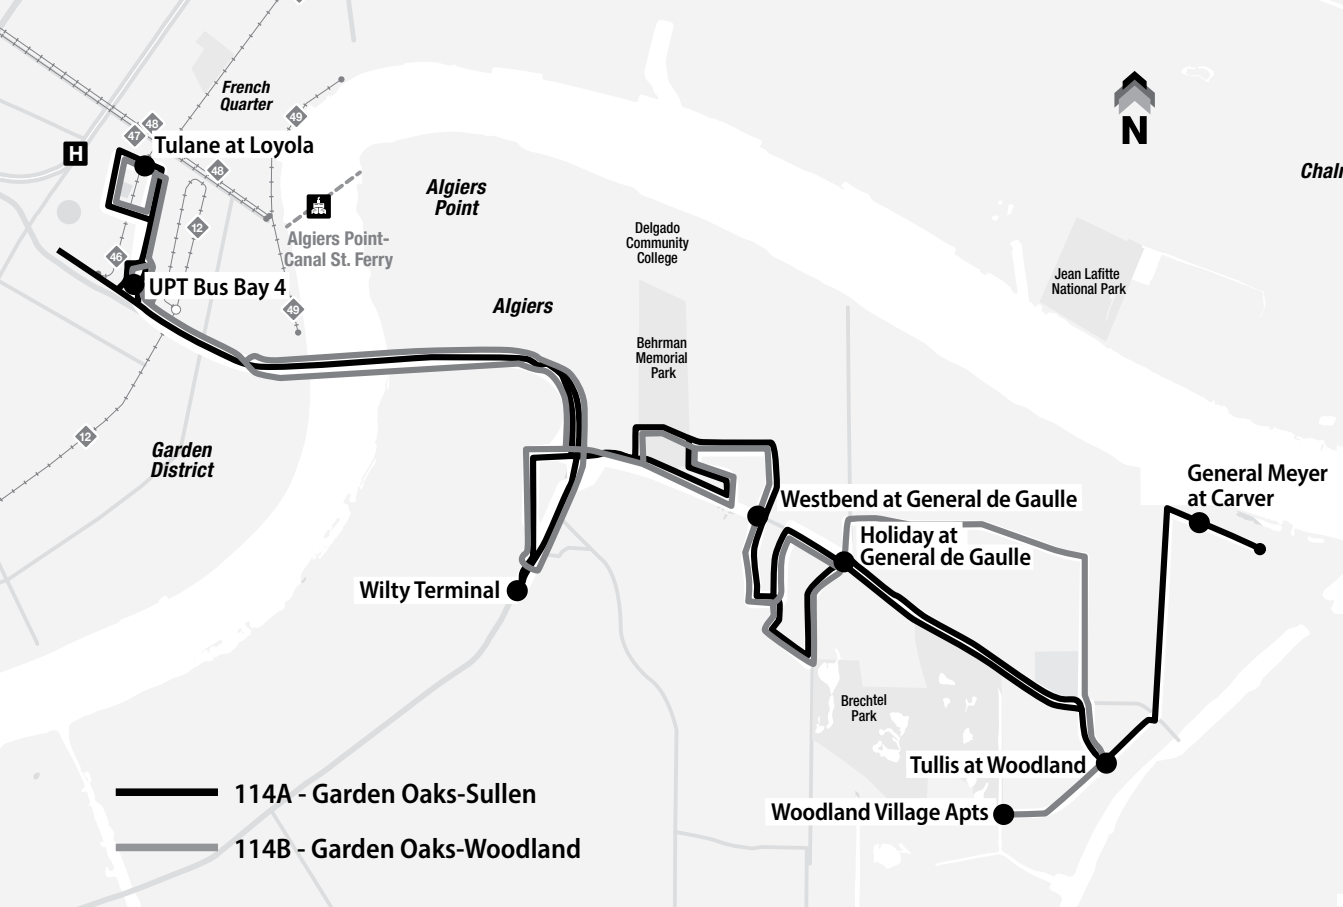 French
Quarter
49
48
47
Tulane at Loyola
H
48
N
Chalr
Algiers
Point
12
Algiers Point-
Canal St. Ferry
Delgado
Community
College
46
UPT Bus Bay 4
Jean Lafitte
National Park
49
Algiers
Behrman
Memorial
Park
12
Garden
District
General Meyer
at Carver
Westbend at General de Gaulle
Holiday at
General de Gaulle
Wilty Terminal
Brechtel
Park
Tullis at Woodland
Woodland Village Apts
114A - Garden Oaks-Sullen
114B - Garden Oaks-Woodland